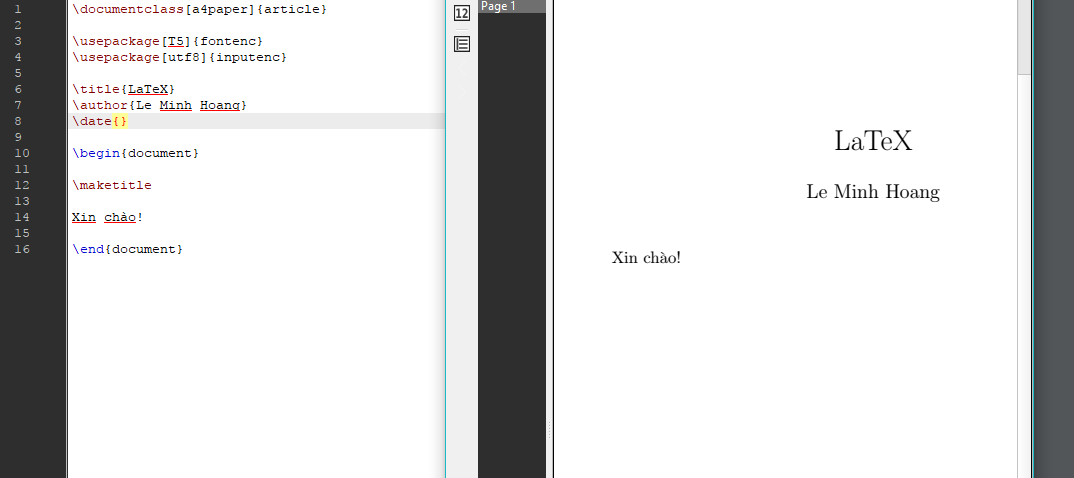 1 \documentclass[a4paper]{article}
2
3 \usepackage[T5]{fontenc}
4 \usepackage[utf8]{inputenc}
5
6 \title{LaTeX}
7 \author{Le Minh Hoang}
8 \date{}
9
10 \begin{document}
11
12 \maketitle
13
14 Xin chào!
15
16 \end{document}
12
Page 1
LaTeX
Le Minh Hoang
Xin chào!